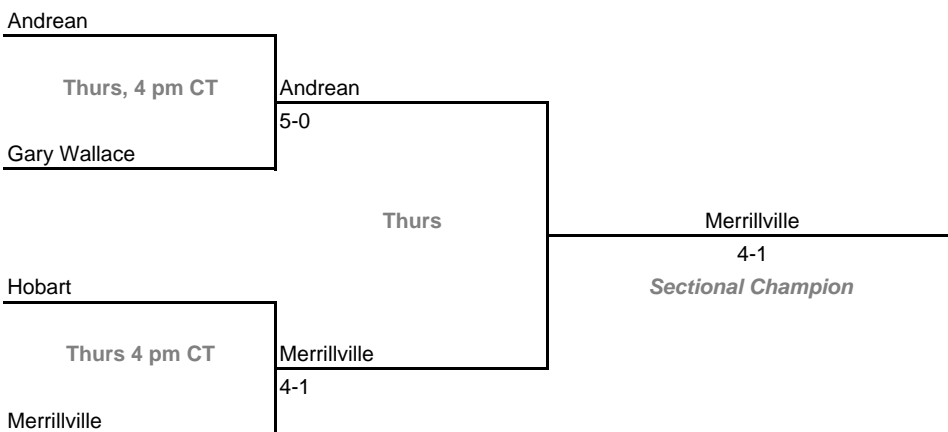 Andrean
Thurs, 4 pm CT
Andrean
5-0
Gary Wallace
Thurs
Merrillville
4-1
Sectional Champion
Hobart
Thurs 4 pm CT
Merrillville
4-1
Merrillville